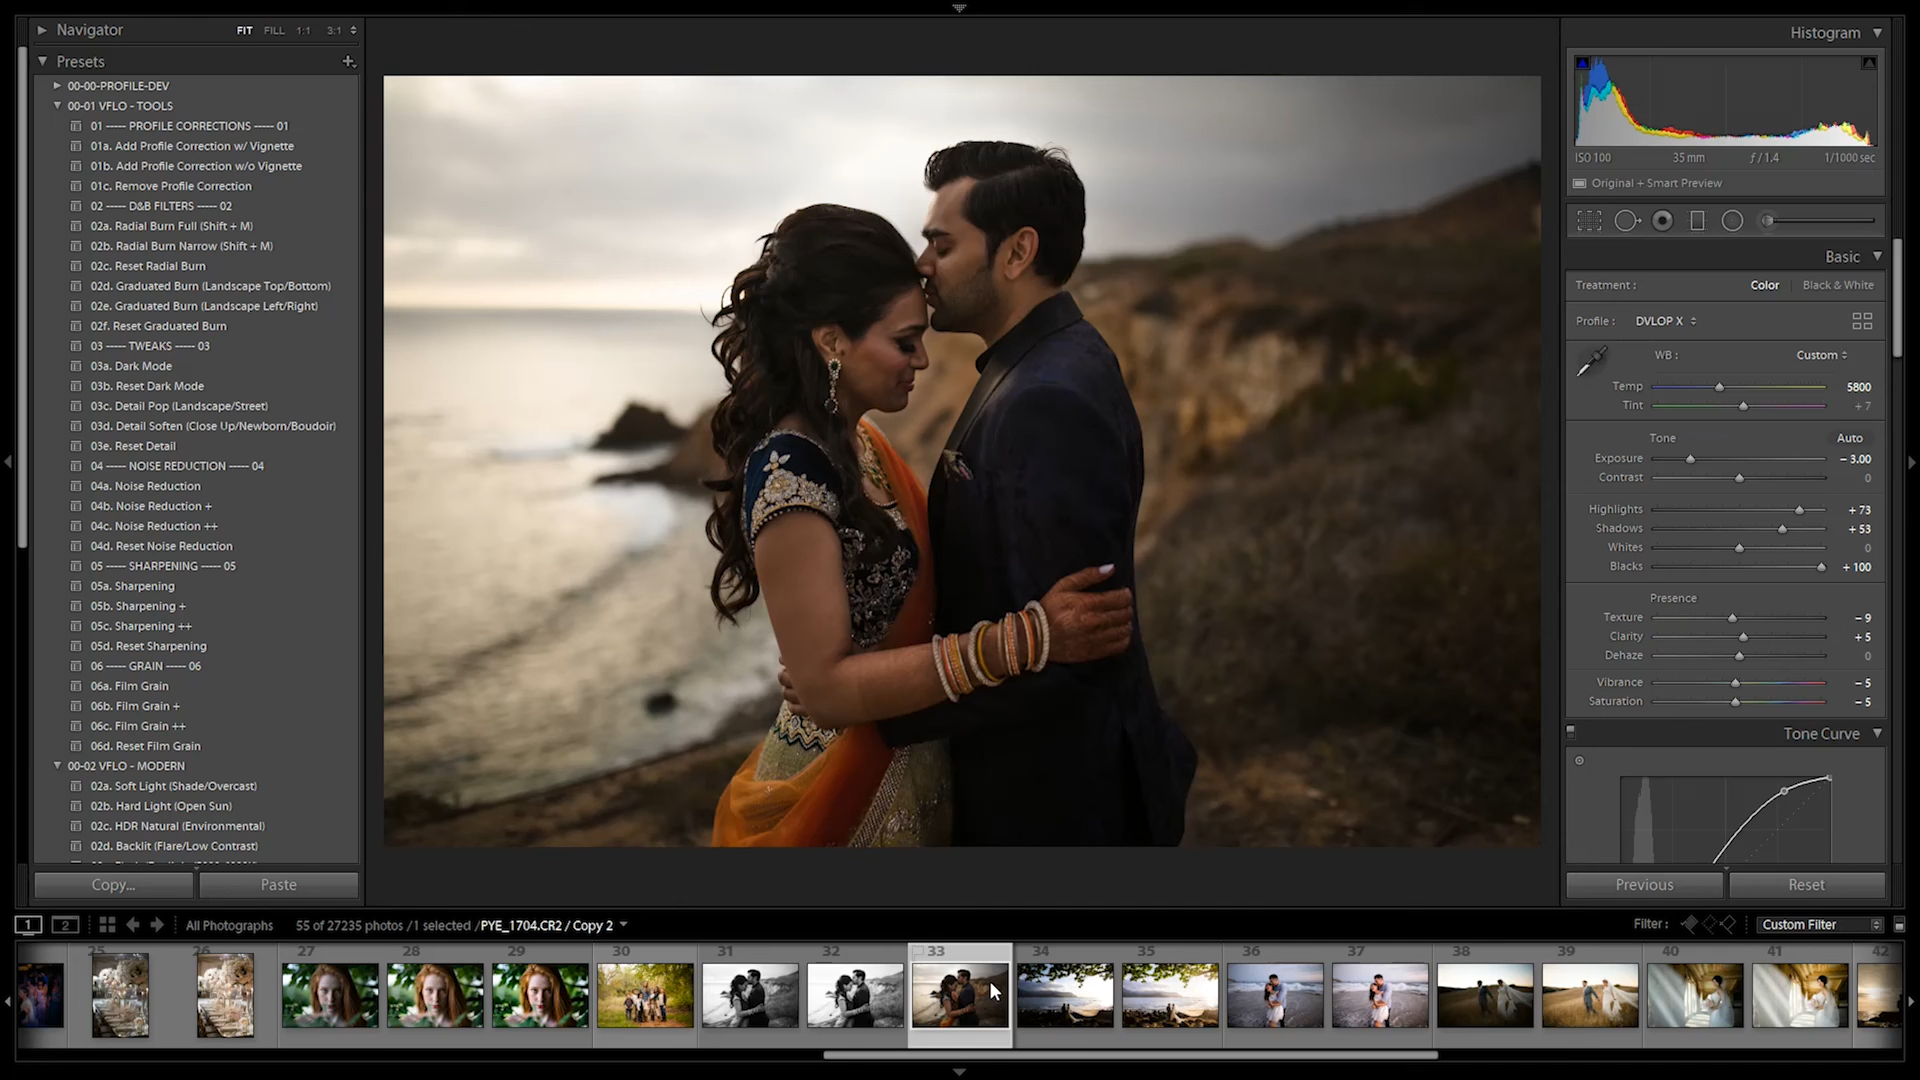 Navigator
FIT FILL 1:1 3:1
Presets
00-00-PROFILE-DEV
00-01 VFLO - TOOLS
01 ----- PROFILE CORRECTIONS ----- 01
01a. Add Profile Correction w/ Vignette
01b. Add Profile Correction w/o Vignette
01c. Remove Profile Correction
02 ----- D&B FILTERS ----- 02
02a. Radial Burn Full (Shift + M)
02b. Radial Burn Narrow (Shift + M)
02c. Reset Radial Burn
02d. Graduated Burn (Landscape Top/Bottom)
02e. Graduated Burn (Landscape Left/Right)
02f. Reset Graduated Burn
03 ----- TWEAKS ----- 03
03a. Dark Mode
03b. Reset Dark Mode
03c. Detail Pop (Landscape/Street)
03d. Detail Soften (Close Up/Newborn/Boudoir)
03e. Reset Detail
04 ----- NOISE REDUCTION ----- 04
04a. Noise Reduction
04b. Noise Reduction +
04c. Noise Reduction ++
04d. Reset Noise Reduction
05 ----- SHARPENING ----- 05
05a. Sharpening
05b. Sharpening +
05c. Sharpening ++
05d. Reset Sharpening
06 ----- GRAIN ----- 06
06a. Film Grain
06b. Film Grain +
06c. Film Grain ++
06d. Reset Film Grain
00-02 VFLO - MODERN
02a. Soft Light (Shade/Overcast)
02b. Hard Light (Open Sun)
02c. HDR Natural (Environmental)
02d. Backlit (Flare/Low Contrast)
Copy... Paste
Histogram
ISO 100 35 mm ƒ / 1.4 1/1000 sec
Original + Smart Preview
Basic
Treatment : Color Black & White
Profile : DVLOP X
WB : Custom
Temp 5800
Tint + 7
Tone Auto
Exposure − 3.00
Contrast 0
Highlights + 73
Shadows + 53
Whites 0
Blacks + 100
Presence
Texture − 9
Clarity + 5
Dehaze 0
Vibrance − 5
Saturation − 5
Tone Curve
Previous Reset
1 2 All Photographs 55 of 27235 photos /1 selected /PYE_1704.CR2 / Copy 2 Filter : Custom Filter
25 26 27 28 29 30 31 32 33 34 35 36 37 38 39 40 41 42